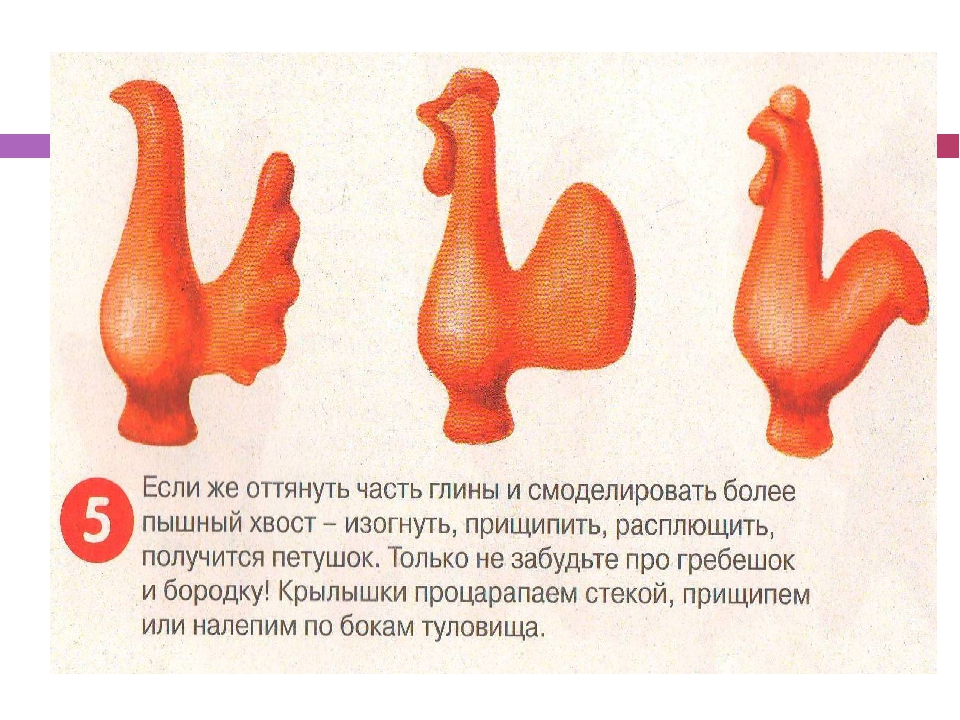 5
Если же оттянуть часть глины и смоделировать более
пышный хвост – изогнуть, прищипить, расплющить,
получится петушок. Только не забудьте про гребешок
и бородку! Крылышки процарапаем стекой, прищипем
или налепим по бокам туловища.